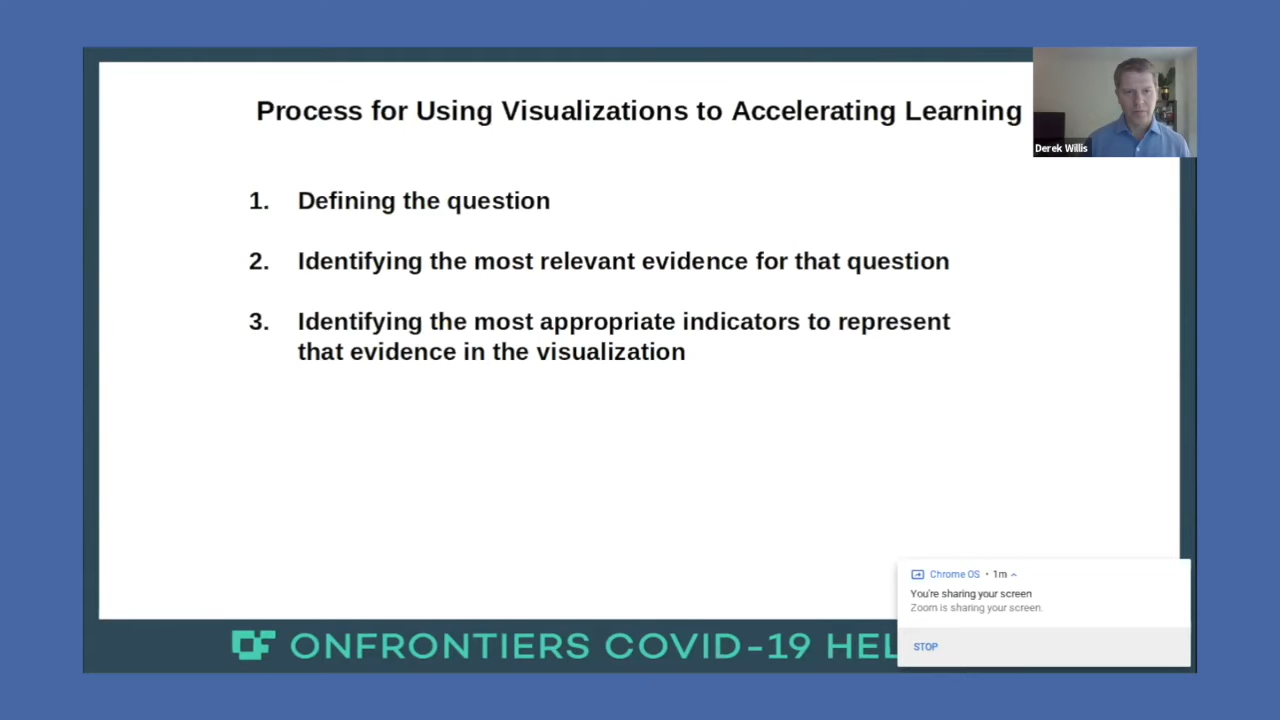 Process for Using Visualizations to Accelerating Learning
Derek Willis
1. Defining the question
2. Identifying the most relevant evidence for that question
3. Identifying the most appropriate indicators to represent
that evidence in the visualization
Chrome OS • 1m
You're sharing your screen
Zoom is sharing your screen.
STOP
ONFRONTIERS COVID-19 HEL